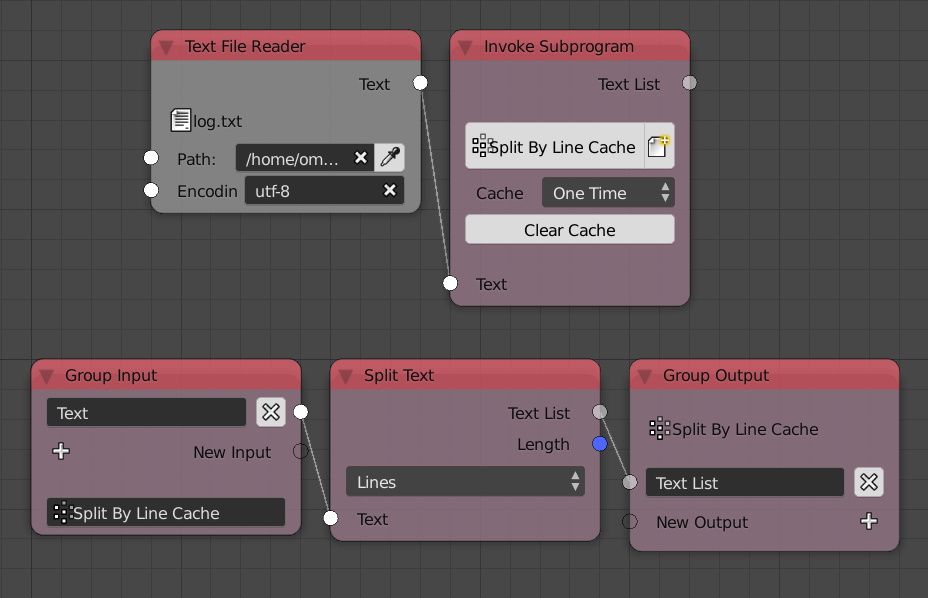 Text File Reader
Text
log.txt
Path: /home/om...
Encodin utf-8
Invoke Subprogram
Text List
Split By Line Cache
Cache One Time
Clear Cache
Text
Group Input
Text
New Input
Split By Line Cache
Split Text
Text List
Length
Lines
Text
Group Output
Split By Line Cache
Text List
New Output